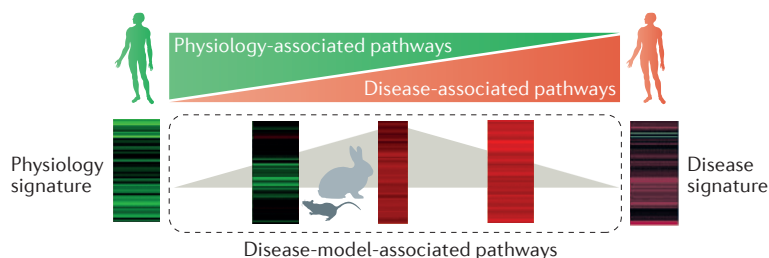 Physiology-associated pathways
Disease-associated pathways
Physiology
signature
Disease
signature
Disease-model-associated pathways